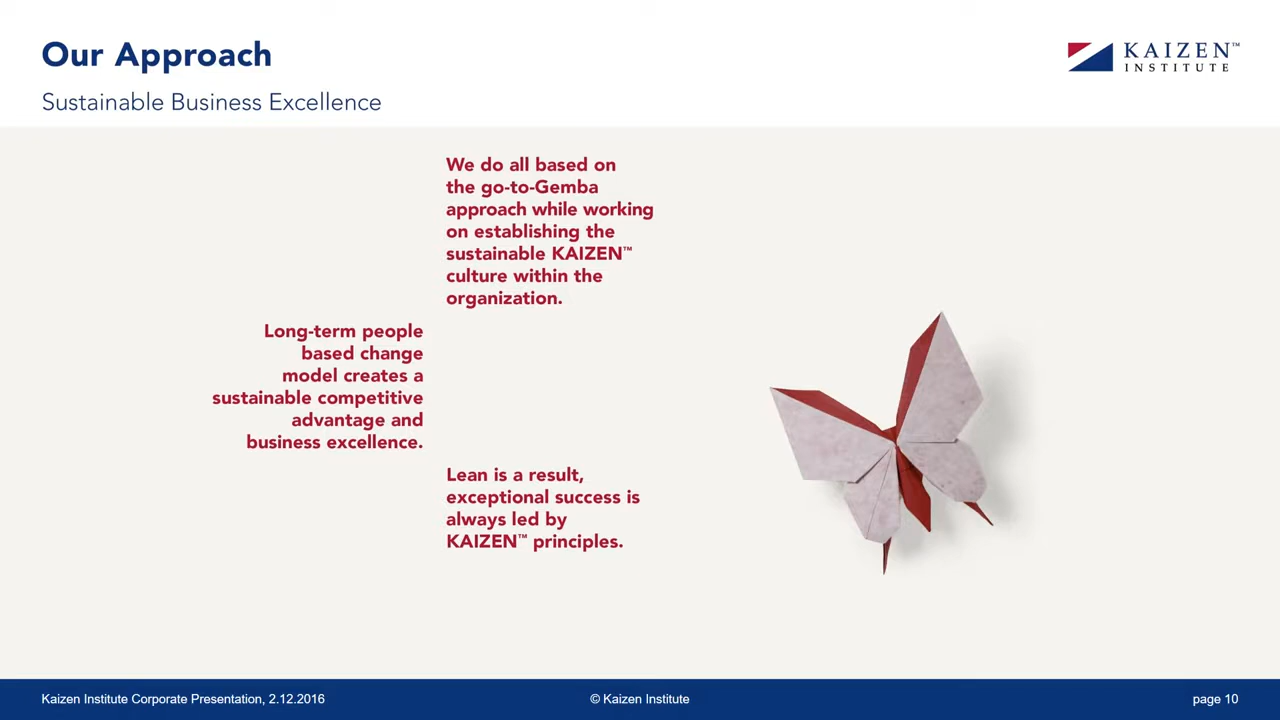 Our Approach
Sustainable Business Excellence
KAIZEN™
INSTITUTE
We do all based on
the go-to-Gemba
approach while working
on establishing the
sustainable KAIZEN™
culture within the
organization.
Long-term people
based change
model creates a
sustainable competitive
advantage and
business excellence.
Lean is a result,
exceptional success is
always led by
KAIZEN™ principles.
Kaizen Institute Corporate Presentation, 2.12.2016
© Kaizen Institute
page 10